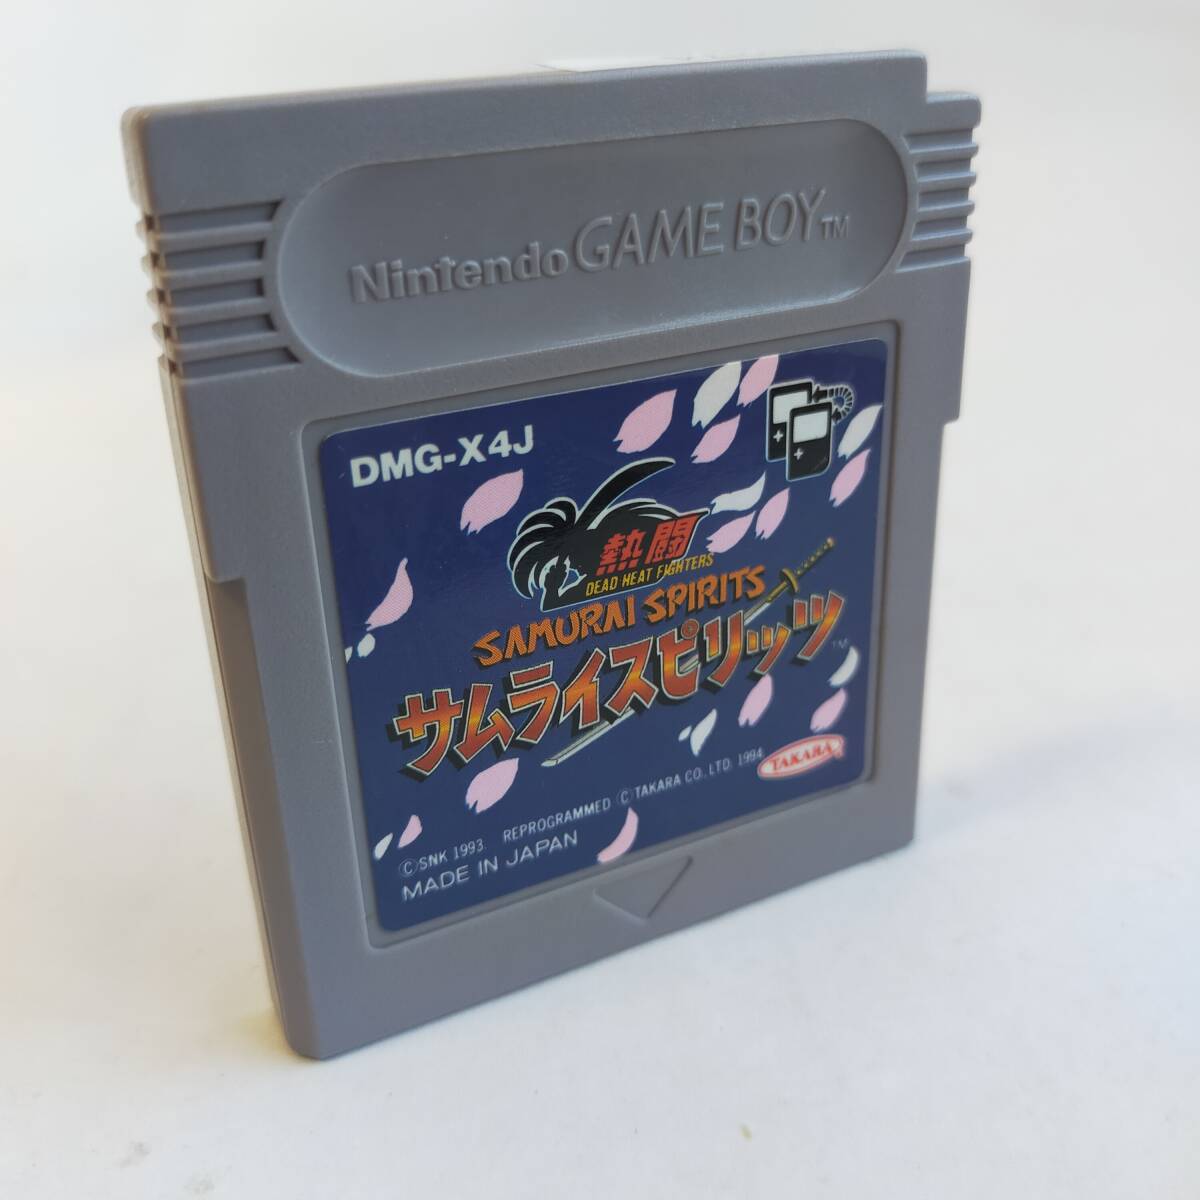 Nintendo GAME BOY™
DMG-X4J
熱闘
DEAD HEAT FIGHTERS
SAMURAI SPIRITS
サムライスピリッツ™
TAKARA®
©SNK 1993. REPROGRAMMED ©TAKARA CO., LTD. 1994.
MADE IN JAPAN